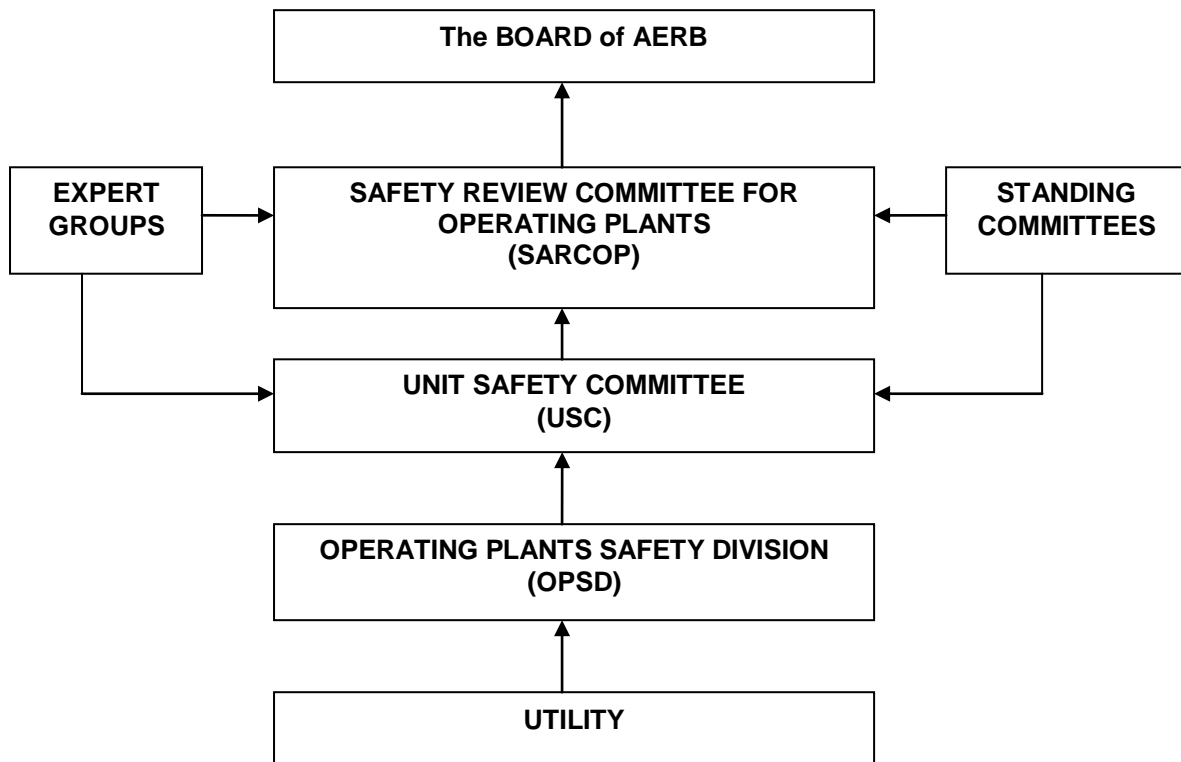 The BOARD of AERB
EXPERT
GROUPS
SAFETY REVIEW COMMITTEE FOR
OPERATING PLANTS
(SARCOP)
STANDING
COMMITTEES
UNIT SAFETY COMMITTEE
(USC)
OPERATING PLANTS SAFETY DIVISION
(OPSD)
UTILITY